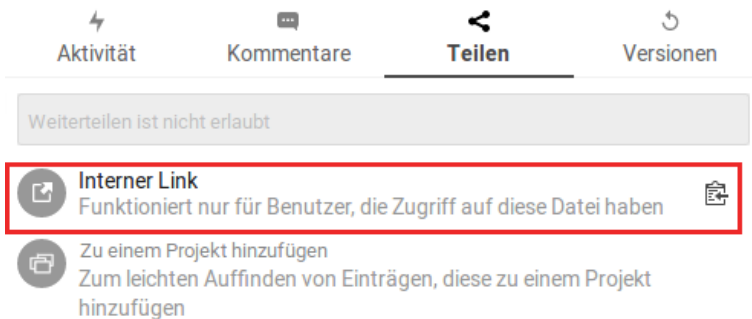 Aktivität Kommentare Teilen Versionen
Weiterteilen ist nicht erlaubt
Interner Link
Funktioniert nur für Benutzer, die Zugriff auf diese Datei haben
Zu einem Projekt hinzufügen
Zum leichten Auffinden von Einträgen, diese zu einem Projekt
hinzufügen